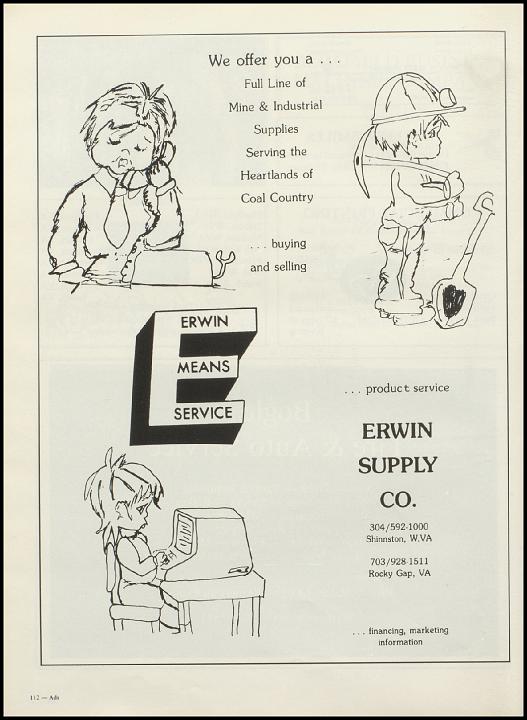 We offer you a . . .
Full Line of
Mine & Industrial
Supplies
Serving the
Heartlands of
Coal Country
. . . buying
and selling
ERWIN
MEANS
SERVICE
. . . product service
ERWIN
SUPPLY
CO.
304/592-1000
Shinnston, W.VA
703/928-1511
Rocky Gap, VA
. . . financing, marketing
information
112 — Ads